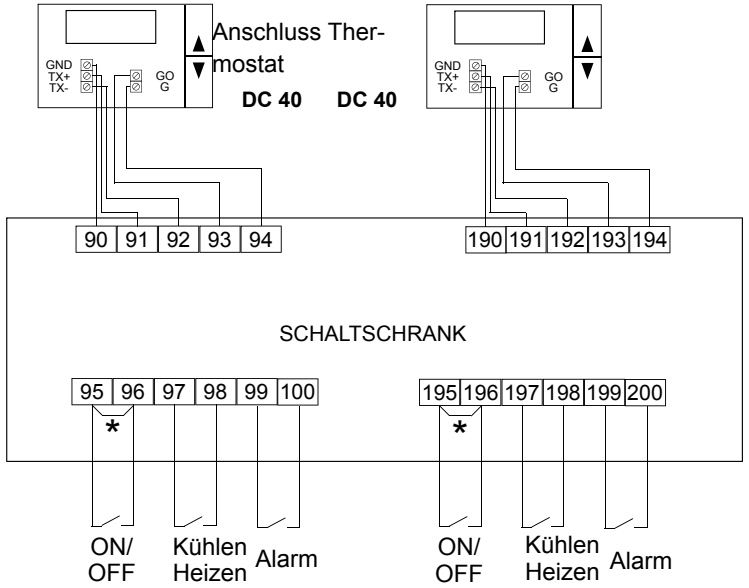 Anschluss Ther-
mostat
DC 40 DC 40
GND
TX+
TX-
GO
G
GND
TX+
TX-
GO
G
90 91 92 93 94
190 191 192 193 194
SCHALTSCHRANK
95 96 97 98 99 100
195 196 197 198 199 200
*
*
ON/
OFF
Kühlen
Heizen
Alarm
ON/
OFF
Kühlen
Heizen
Alarm